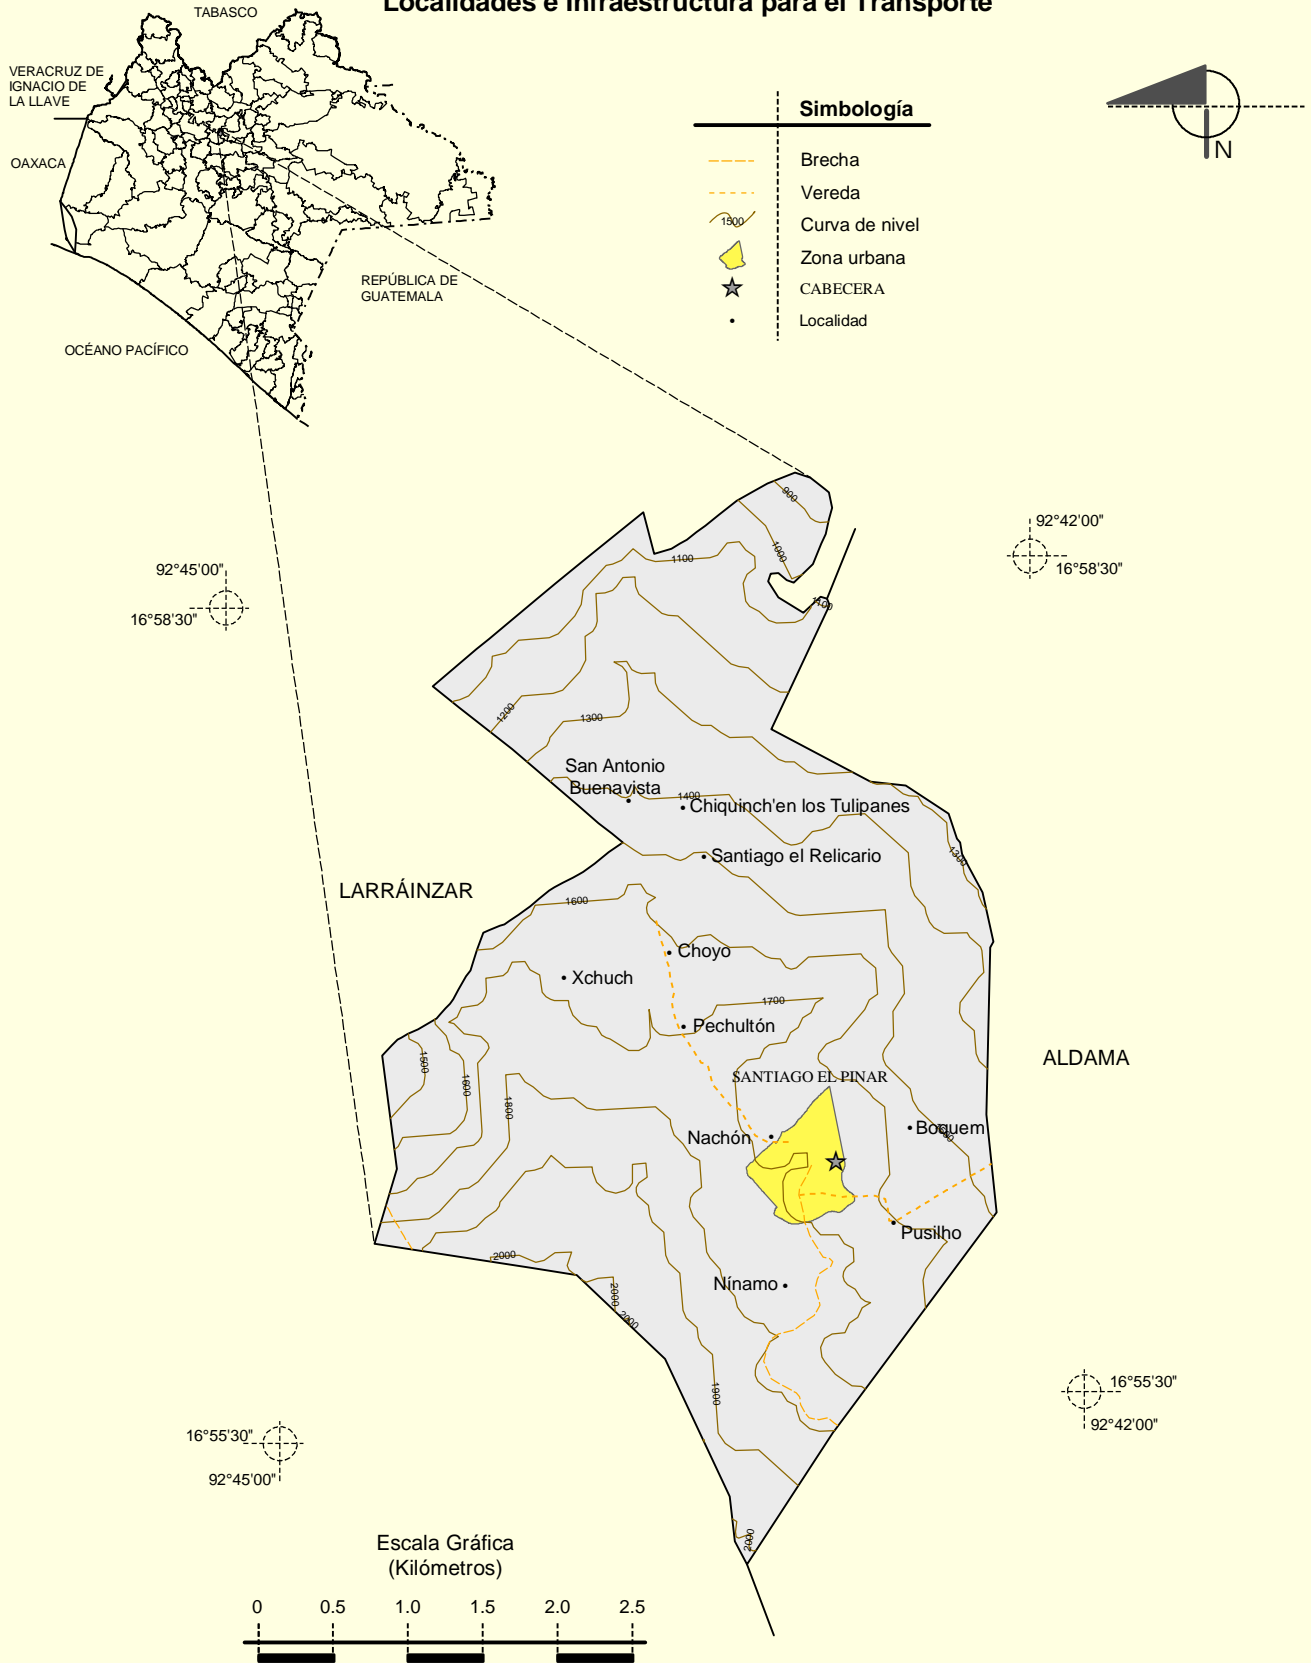 Localidades e Infraestructura para el Transporte
TABASCO
VERACRUZ DE
IGNACIO DE
LA LLAVE
OAXACA
REPÚBLICA DE
GUATEMALA
OCÉANO PACÍFICO
Simbología
Brecha
Vereda
1500
Curva de nivel
Zona urbana
CABECERA
Localidad
N
92°42'00"
16°58'30"
92°45'00"
16°58'30"
900
1000
1100
1100
1200
1300
San Antonio
Buenavista
1400
Chiquinch'en los Tulipanes
Santiago el Relicario
1300
LARRÁINZAR
1600
Choyo
Xchuch
1700
Pechultón
1500
1600
1800
SANTIAGO EL PINAR
ALDAMA
Nachón
Boquem
Pusilho
2000
2000
2000
Nínamo
1900
16°55'30"
92°42'00"
16°55'30"
92°45'00"
2000
Escala Gráfica
(Kilómetros)
0 0.5 1.0 1.5 2.0 2.5